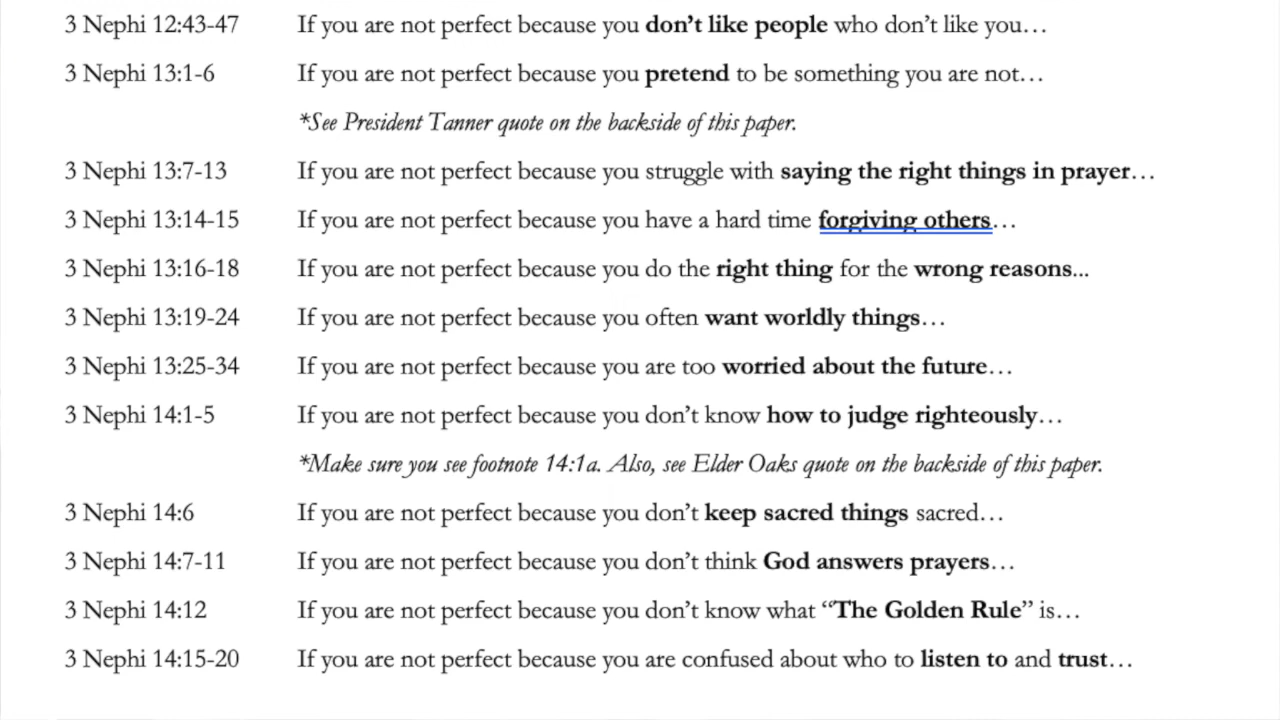 3 Nephi 12:43-47 If you are not perfect because you don’t like people who don’t like you…
3 Nephi 13:1-6 If you are not perfect because you pretend to be something you are not…
*See President Tanner quote on the backside of this paper.
3 Nephi 13:7-13 If you are not perfect because you struggle with saying the right things in prayer…
3 Nephi 13:14-15 If you are not perfect because you have a hard time forgiving others…
3 Nephi 13:16-18 If you are not perfect because you do the right thing for the wrong reasons...
3 Nephi 13:19-24 If you are not perfect because you often want worldly things…
3 Nephi 13:25-34 If you are not perfect because you are too worried about the future…
3 Nephi 14:1-5 If you are not perfect because you don’t know how to judge righteously…
*Make sure you see footnote 14:1a. Also, see Elder Oaks quote on the backside of this paper.
3 Nephi 14:6 If you are not perfect because you don’t keep sacred things sacred…
3 Nephi 14:7-11 If you are not perfect because you don’t think God answers prayers…
3 Nephi 14:12 If you are not perfect because you don’t know what “The Golden Rule” is…
3 Nephi 14:15-20 If you are not perfect because you are confused about who to listen to and trust…